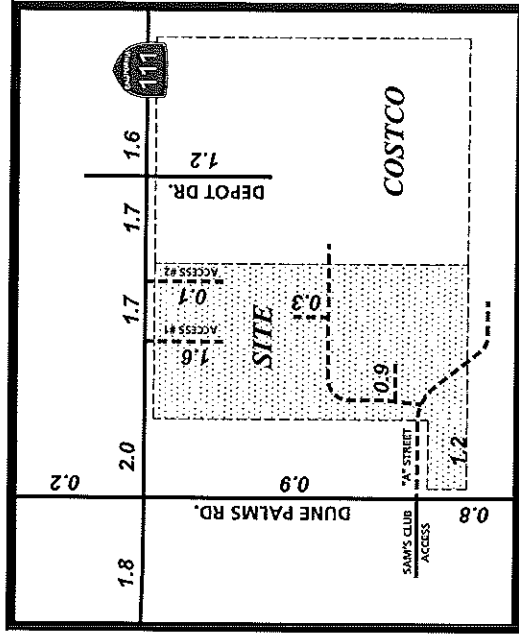 CALIFORNIA
111
1.6
1.2
DEPOT DR.
1.7
COSTCO
ACCESS #2
0.1
1.7
ACCESS #1
1.6
SITE
0.3
0.9
2.0
"A" STREET
1.2
0.2
0.9
DUNE PALMS RD.
0.8
SAM'S CLUB
ACCESS
1.8